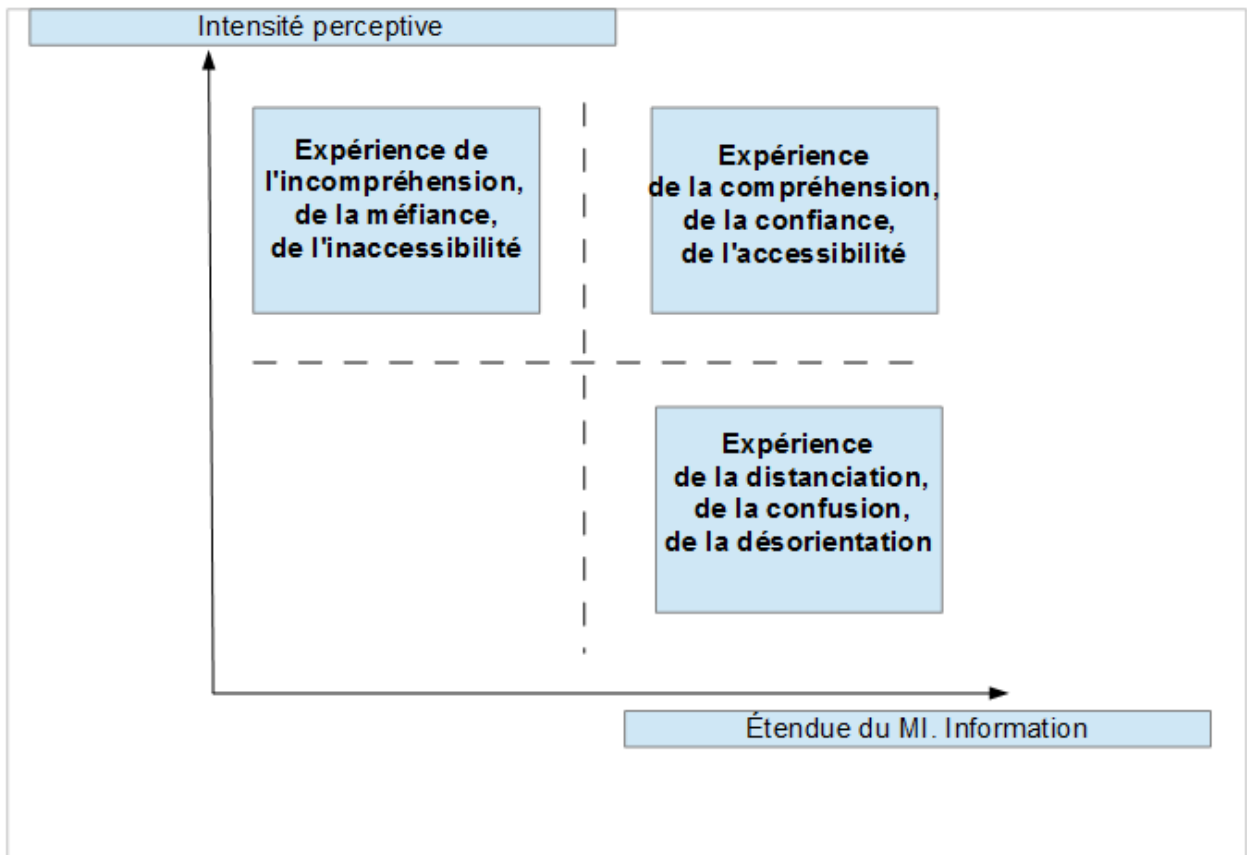 Intensité perceptive
Expérience de
l'incompréhension,
de la méfiance,
de l'inaccessibilité
Expérience
de la compréhension,
de la confiance,
de l'accessibilité
Expérience
de la distanciation,
de la confusion,
de la désorientation
Étendue du MI. Information